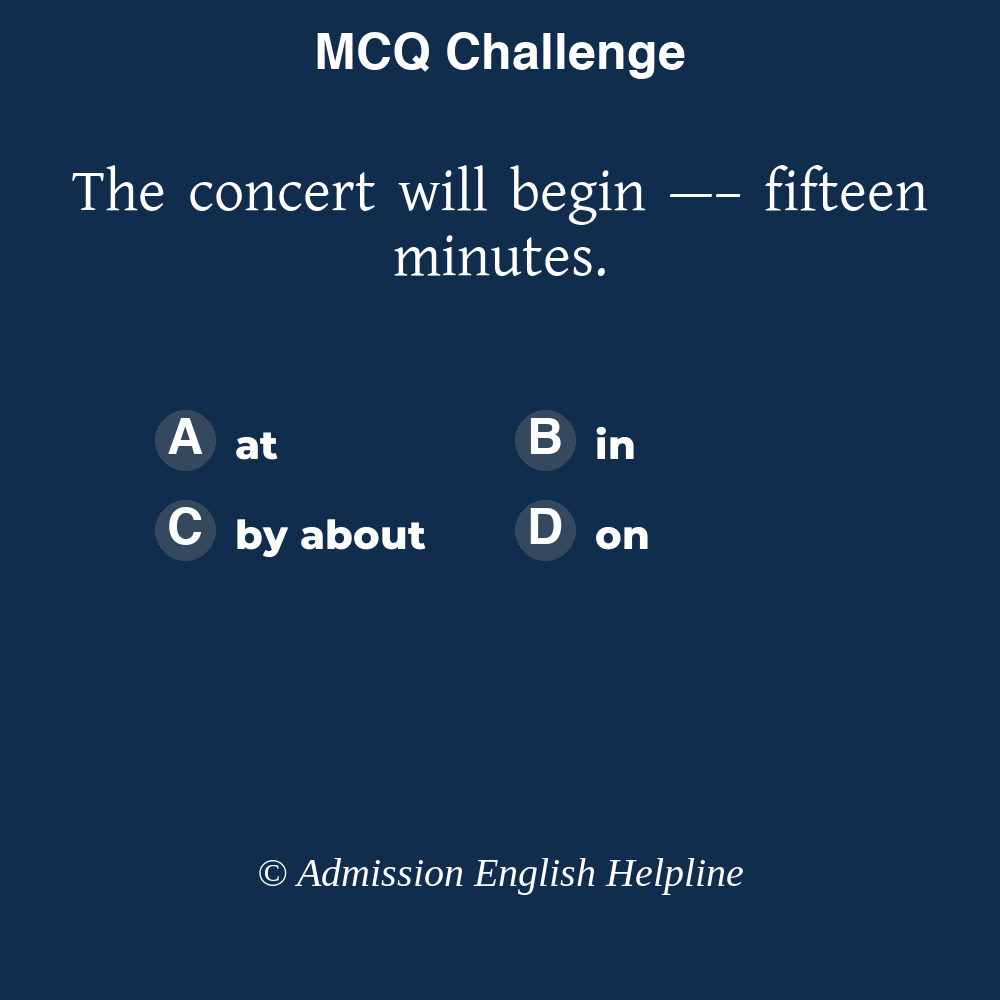 MCQ Challenge
The concert will begin —– fifteen
minutes.
A at
B in
C by about
D on
© Admission English Helpline